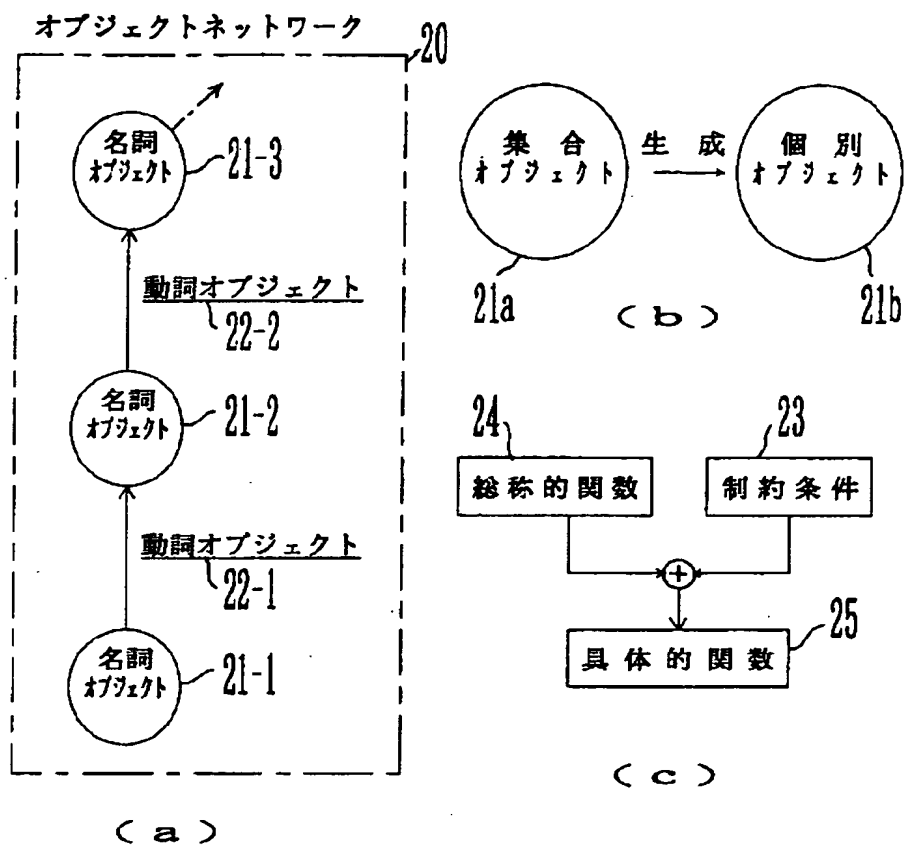 オブジェクトネットワーク
20
名詞
オブジェクト
21-3
動詞オブジェクト
22-2
名詞
オブジェクト
21-2
動詞オブジェクト
22-1
名詞
オブジェクト
21-1
(a)
集合
オブジェクト
生成
個別
オブジェクト
21a
21b
(b)
24
23
総称的関数
制約条件
+
25
具体的関数
(c)